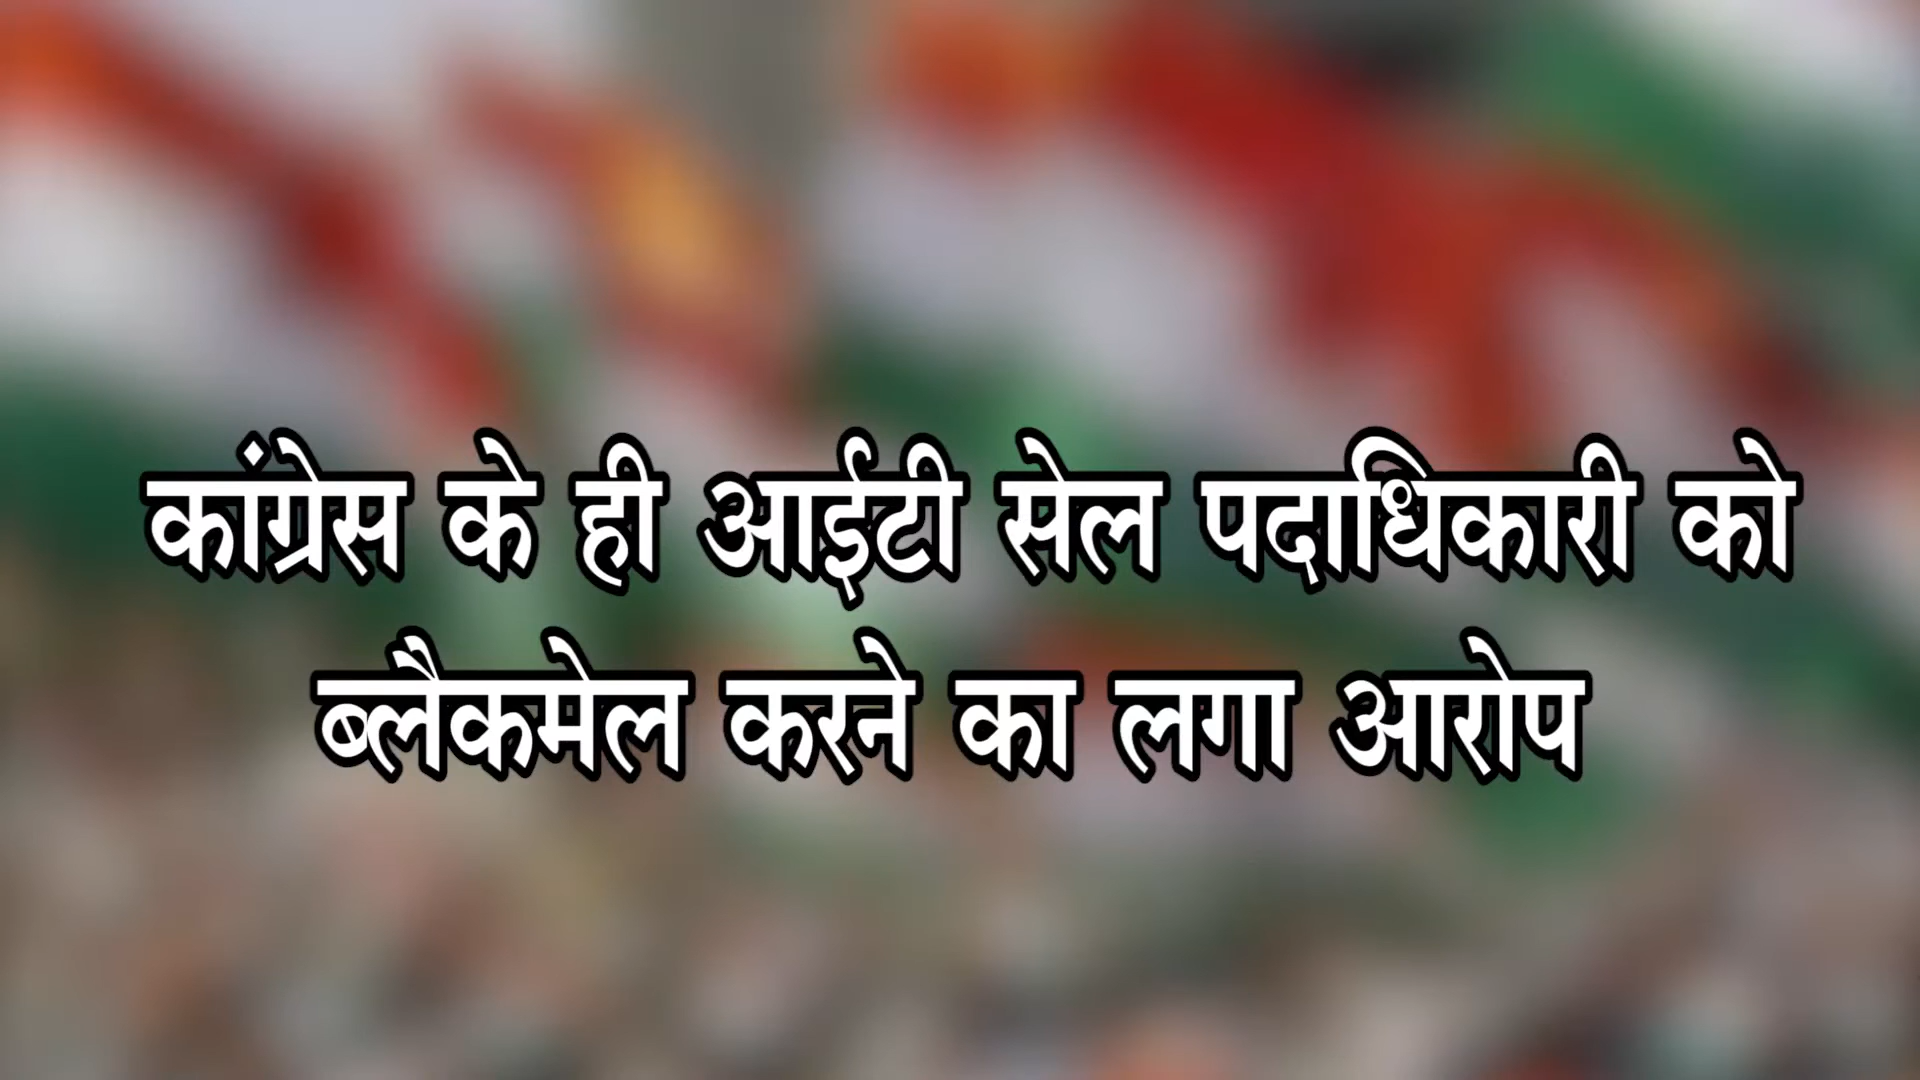 कांग्रेस के ही आईटी सेल पदाधिकारी को
ब्लैकमेल करने का लगा आरोप